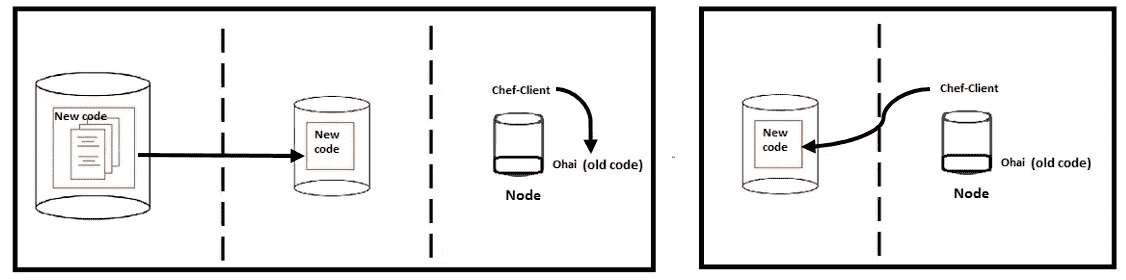 New code
New
code
Chef-Client
Ohai (old code)
Node
New
code
Chef-Client
Ohai (old code)
Node